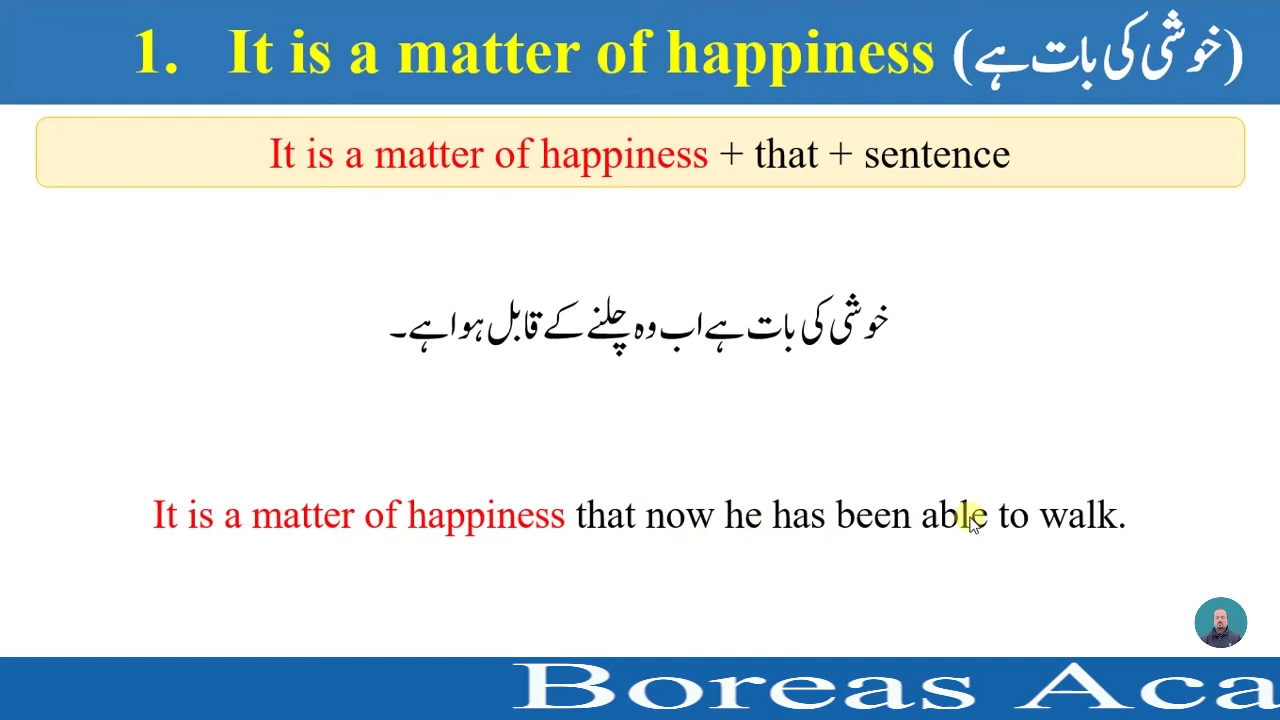 1. It is a matter of happiness (خوشی کی بات ہے)
It is a matter of happiness + that + sentence
خوشی کی بات ہے اب وہ چلنے کے قابل ہوا ہے۔
It is a matter of happiness that now he has been able to walk.
Boreas Aca